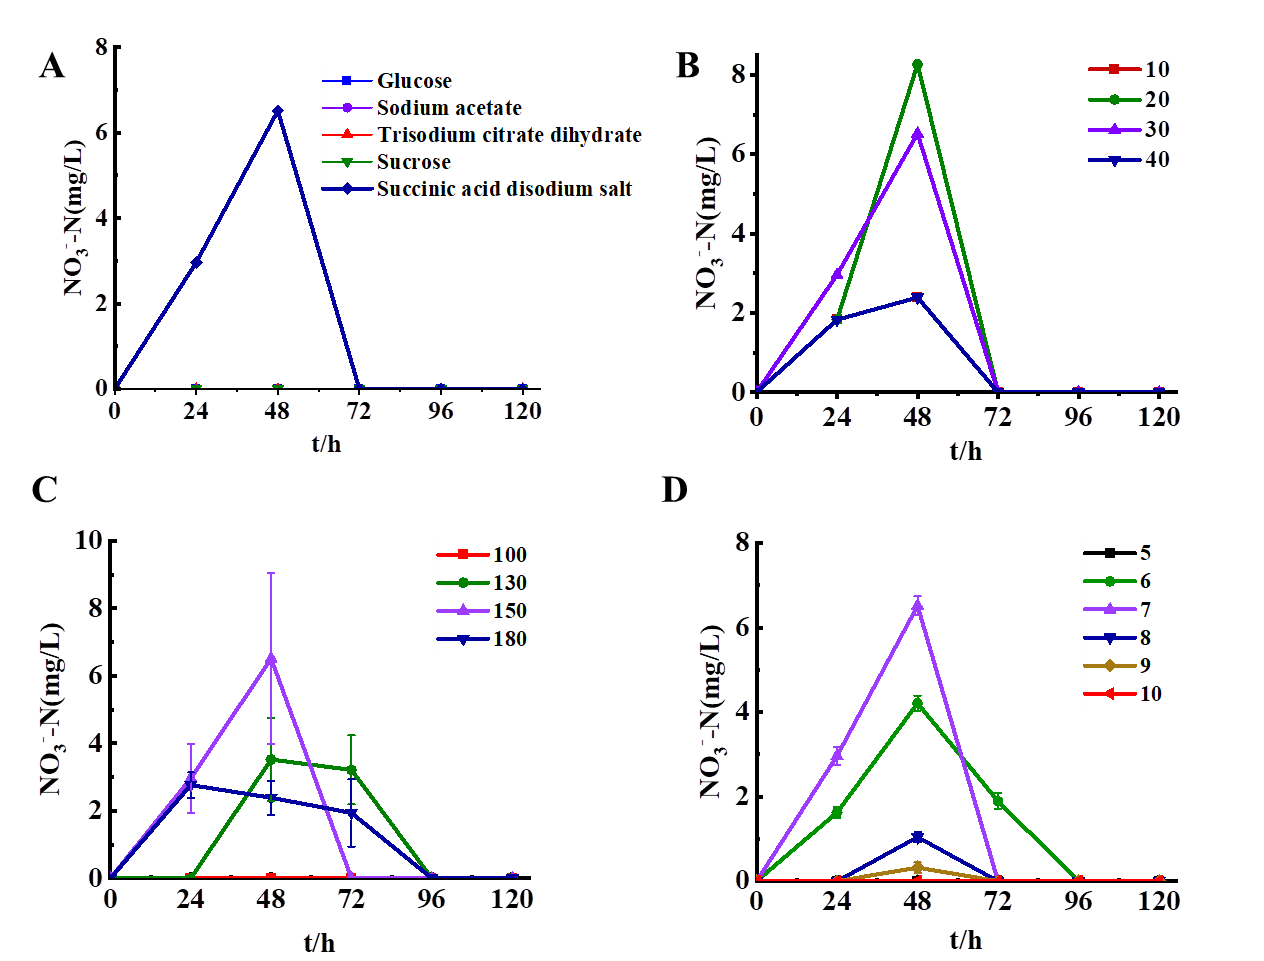 A
8
6
4
2
0
0 24 48 72 96 120
NO₃⁻-N(mg/L)
t/h
Glucose
Sodium acetate
Trisodium citrate dihydrate
Sucrose
Succinic acid disodium salt
B
8
6
4
2
0
0 24 48 72 96 120
NO₃⁻-N(mg/L)
t/h
10
20
30
40
C
10
8
6
4
2
0
0 24 48 72 96 120
NO₃⁻-N(mg/L)
t/h
100
130
150
180
D
8
6
4
2
0
0 24 48 72 96 120
NO₃⁻-N(mg/L)
t/h
5
6
7
8
9
10